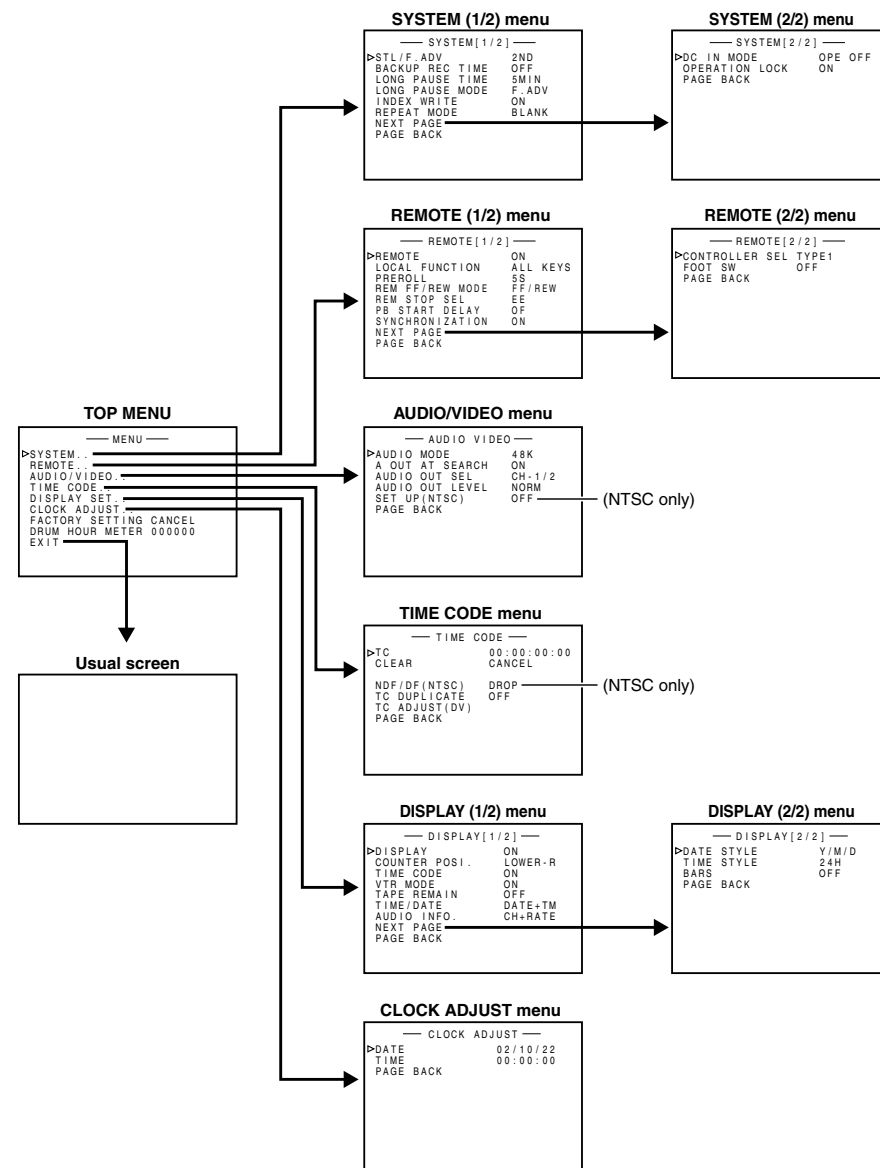 SYSTEM (1/2) menu
SYSTEM[1/2]
STL/F.ADV 2ND
BACKUP REC TIME OFF
LONG PAUSE TIME 5MIN
LONG PAUSE MODE F.ADV
INDEX WRITE ON
REPEAT MODE BLANK
NEXT PAGE
PAGE BACK
SYSTEM (2/2) menu
SYSTEM[2/2]
DC IN MODE OPE OFF
OPERATION LOCK ON
PAGE BACK
REMOTE (1/2) menu
REMOTE[1/2]
REMOTE ON
LOCAL FUNCTION ALL KEYS
PREROLL 5S
REM FF/REW MODE FF/REW
REM STOP SEL EE
PB START DELAY OF
SYNCHRONIZATION ON
NEXT PAGE
PAGE BACK
REMOTE (2/2) menu
REMOTE[2/2]
CONTROLLER SEL TYPE1
FOOT SW OFF
PAGE BACK
TOP MENU
MENU
SYSTEM..
REMOTE..
AUDIO/VIDEO..
TIME CODE..
DISPLAY SET..
CLOCK ADJUST..
FACTORY SETTING CANCEL
DRUM HOUR METER 000000
EXIT
AUDIO/VIDEO menu
AUDIO VIDEO
AUDIO MODE 48K
A OUT AT SEARCH ON
AUDIO OUT SEL CH-1/2
AUDIO OUT LEVEL NORM
SET UP(NTSC) OFF (NTSC only)
PAGE BACK
TIME CODE menu
TIME CODE
TC 00:00:00:00
CLEAR CANCEL
NDF/DF(NTSC) DROP (NTSC only)
TC DUPLICATE OFF
TC ADJUST(DV)
PAGE BACK
Usual screen
DISPLAY (1/2) menu
DISPLAY[1/2]
DISPLAY ON
COUNTER POSI. LOWER-R
TIME CODE ON
VTR MODE ON
TAPE REMAIN OFF
TIME/DATE DATE+TM
AUDIO INFO. CH+RATE
NEXT PAGE
PAGE BACK
DISPLAY (2/2) menu
DISPLAY[2/2]
DATE STYLE Y/M/D
TIME STYLE 24H
BARS OFF
PAGE BACK
CLOCK ADJUST menu
CLOCK ADJUST
DATE 02/10/22
TIME 00:00:00
PAGE BACK